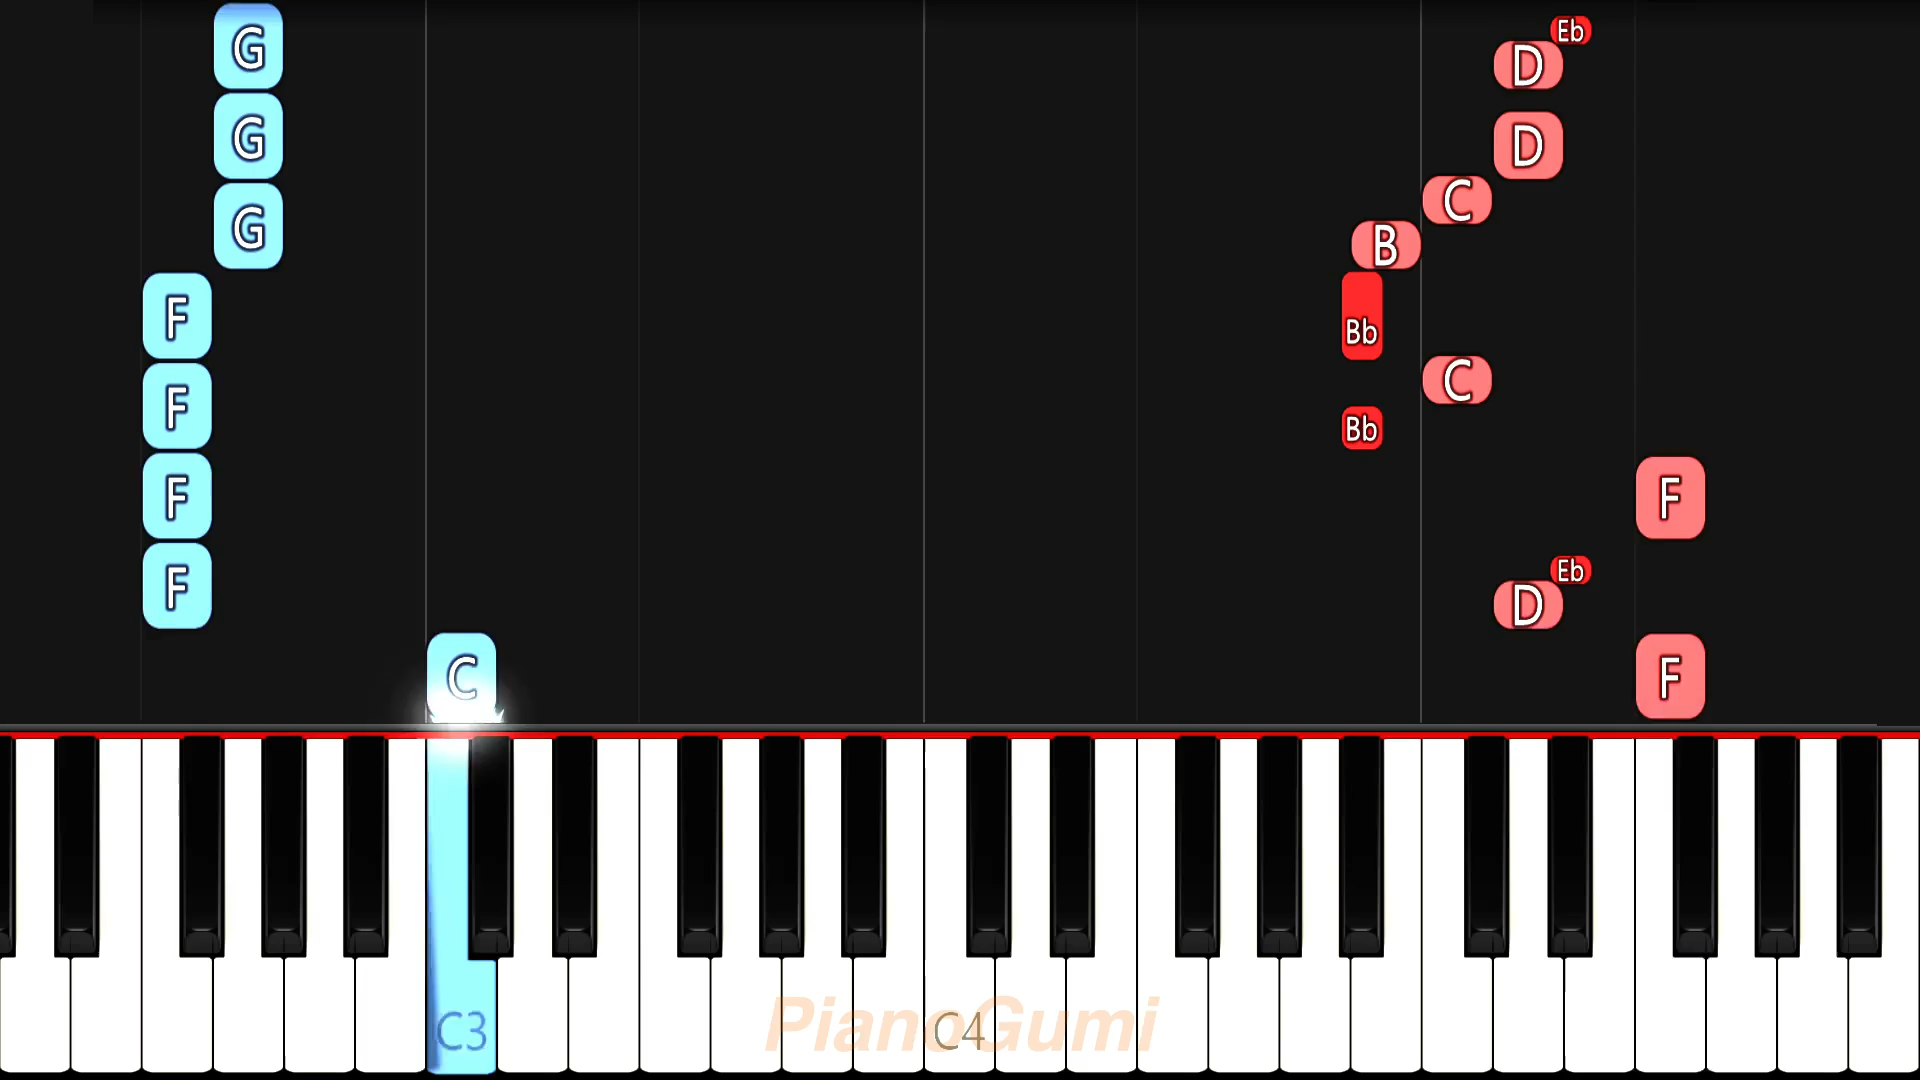 Eb
G D
G D
C
G B
F Bb
C
F Bb
F F
Eb
F D
C F
C3 PianoGumi C4